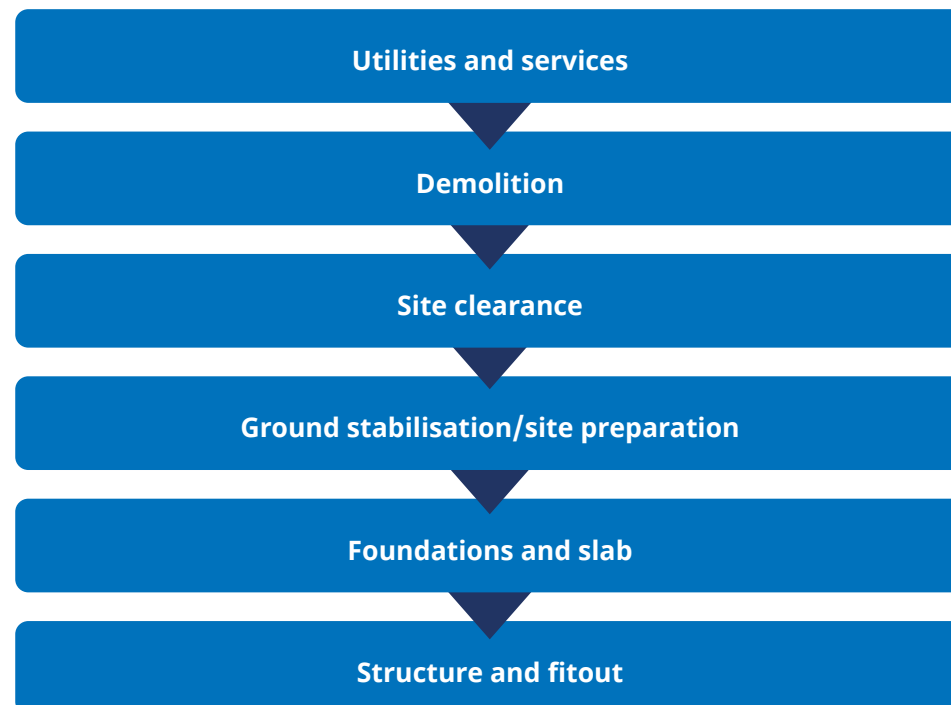 Utilities and services
Demolition
Site clearance
Ground stabilisation/site preparation
Foundations and slab
Structure and fitout